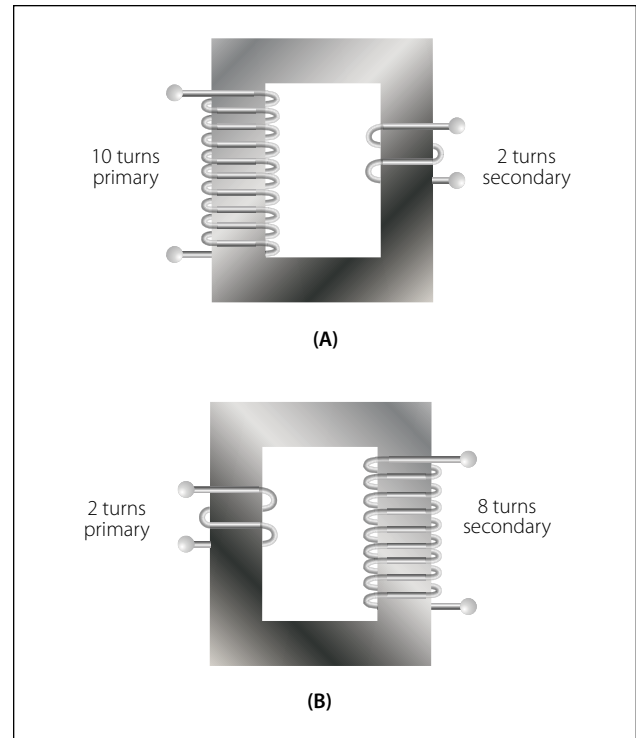 10 turns
primary
2 turns
secondary
(A)
2 turns
primary
8 turns
secondary
(B)